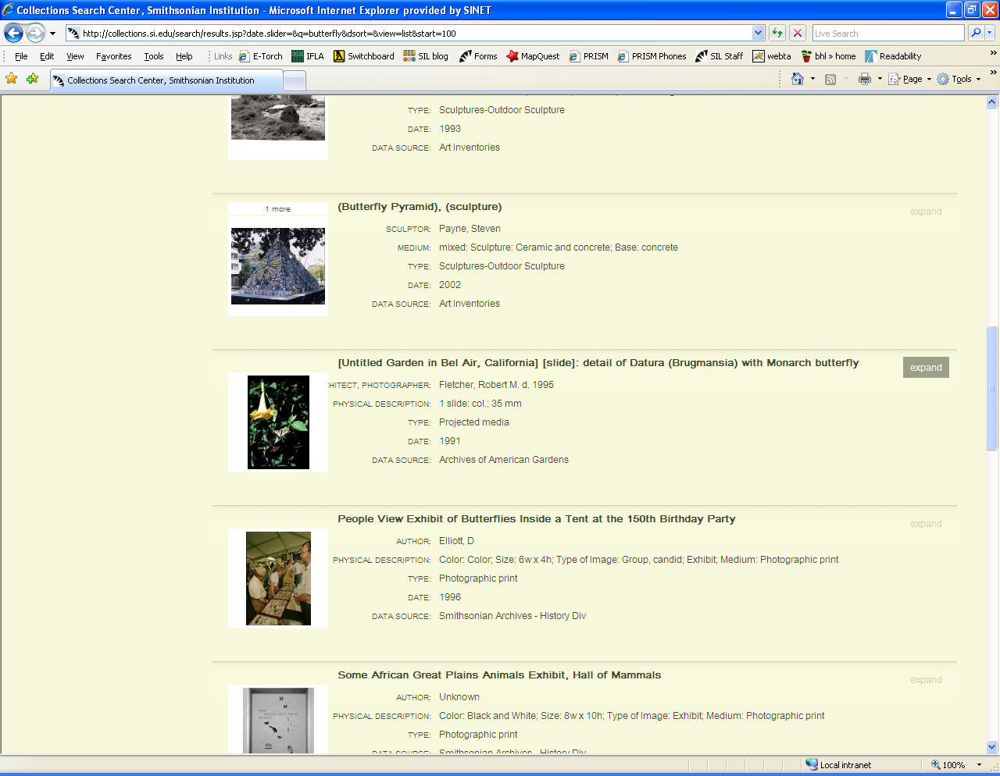 Collections Search Center, Smithsonian Institution - Microsoft Internet Explorer provided by SINET
http://collections.si.edu/search/results.jsp?date.slider=&q=butterfly&dsort=&view=list&start=100
Live Search
File Edit View Favorites Tools Help Links E-Torch IFLA Switchboard SIL blog Forms MapQuest PRISM PRISM Phones SIL Staff webta bhl » home Readability »
Collections Search Center, Smithsonian Institution
Page Tools »
TYPE: Sculptures-Outdoor Sculpture
DATE: 1993
DATA SOURCE: Art Inventories
1 more
(Butterfly Pyramid), (sculpture)
expand
SCULPTOR: Payne, Steven
MEDIUM: mixed: Sculpture: Ceramic and concrete; Base: concrete
TYPE: Sculptures-Outdoor Sculpture
DATE: 2002
DATA SOURCE: Art Inventories
[Untitled Garden in Bel Air, California] [slide]: detail of Datura (Brugmansia) with Monarch butterfly
expand
CHITECT, PHOTOGRAPHER: Fletcher, Robert M. d. 1995
PHYSICAL DESCRIPTION: 1 slide: col.; 35 mm
TYPE: Projected media
DATE: 1991
DATA SOURCE: Archives of American Gardens
People View Exhibit of Butterflies Inside a Tent at the 150th Birthday Party
expand
AUTHOR: Elliott, D
PHYSICAL DESCRIPTION: Color: Color; Size: 6w x 4h; Type of Image: Group, candid; Exhibit; Medium: Photographic print
TYPE: Photographic print
DATE: 1996
DATA SOURCE: Smithsonian Archives - History Div
Some African Great Plains Animals Exhibit, Hall of Mammals
expand
AUTHOR: Unknown
PHYSICAL DESCRIPTION: Color: Black and White; Size: 8w x 10h; Type of Image: Exhibit; Medium: Photographic print
TYPE: Photographic print
DATA SOURCE: Smithsonian Archives - History Div
Local intranet
100%